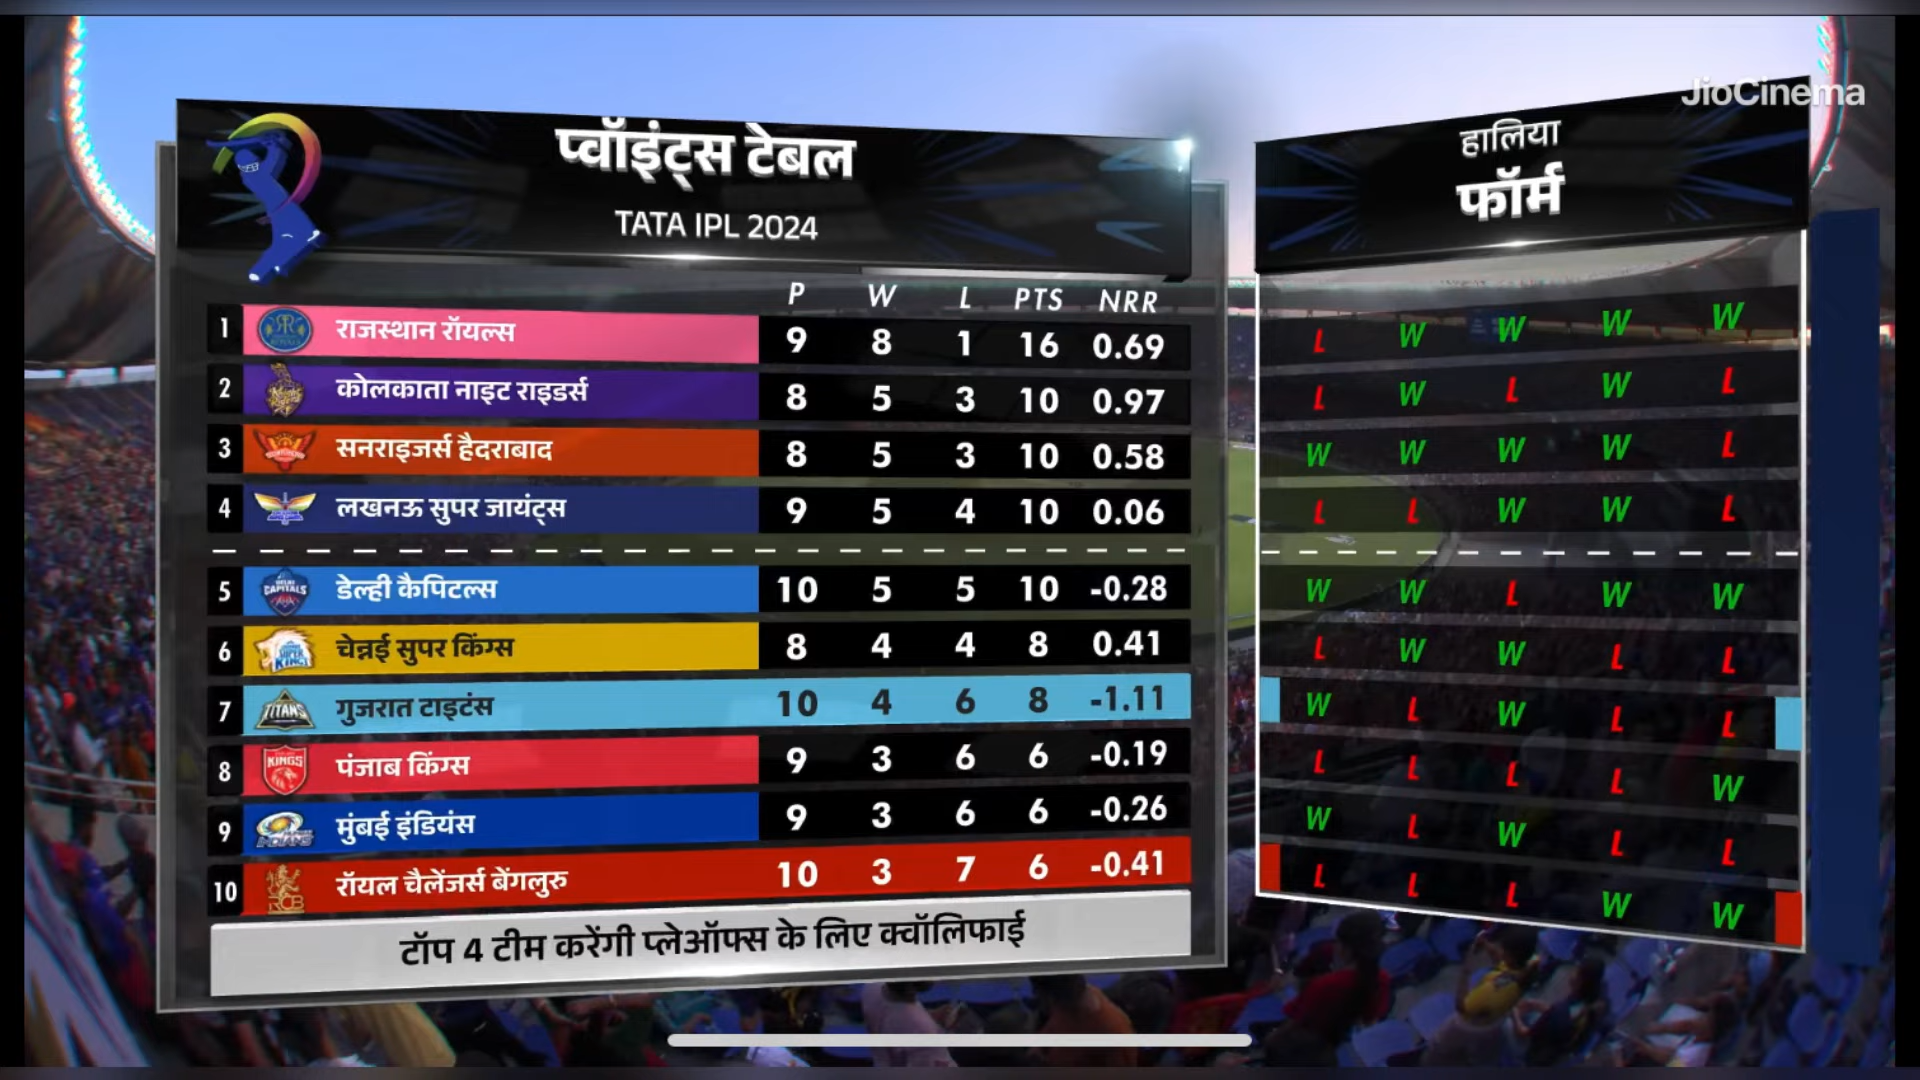 JioCinema
प्वॉइंट्स टेबल
TATA IPL 2024
P W L PTS NRR
1 राजस्थान रॉयल्स 9 8 1 16 0.69
2 कोलकाता नाइट राइडर्स 8 5 3 10 0.97
3 सनराइजर्स हैदराबाद 8 5 3 10 0.58
4 लखनऊ सुपर जायंट्स 9 5 4 10 0.06
5 CAPITALS डेल्ही कैपिटल्स 10 5 5 10 -0.28
6 चेन्नई सुपर किंग्स 8 4 4 8 0.41
7 TITANS गुजरात टाइटंस 10 4 6 8 -1.11
8 KINGS पंजाब किंग्स 9 3 6 6 -0.19
9 मुंबई इंडियंस 9 3 6 6 -0.26
10 RCB रॉयल चैलेंजर्स बेंगलुरु 10 3 7 6 -0.41
टॉप 4 टीम करेंगी प्लेऑफ्स के लिए क्वॉलिफाई
हालिया
फॉर्म
L W W W W
L W L W L
W W W W L
L L W W L
W W L W W
L W W L L
W L W L L
L L L L W
W L W L L
L L L W W